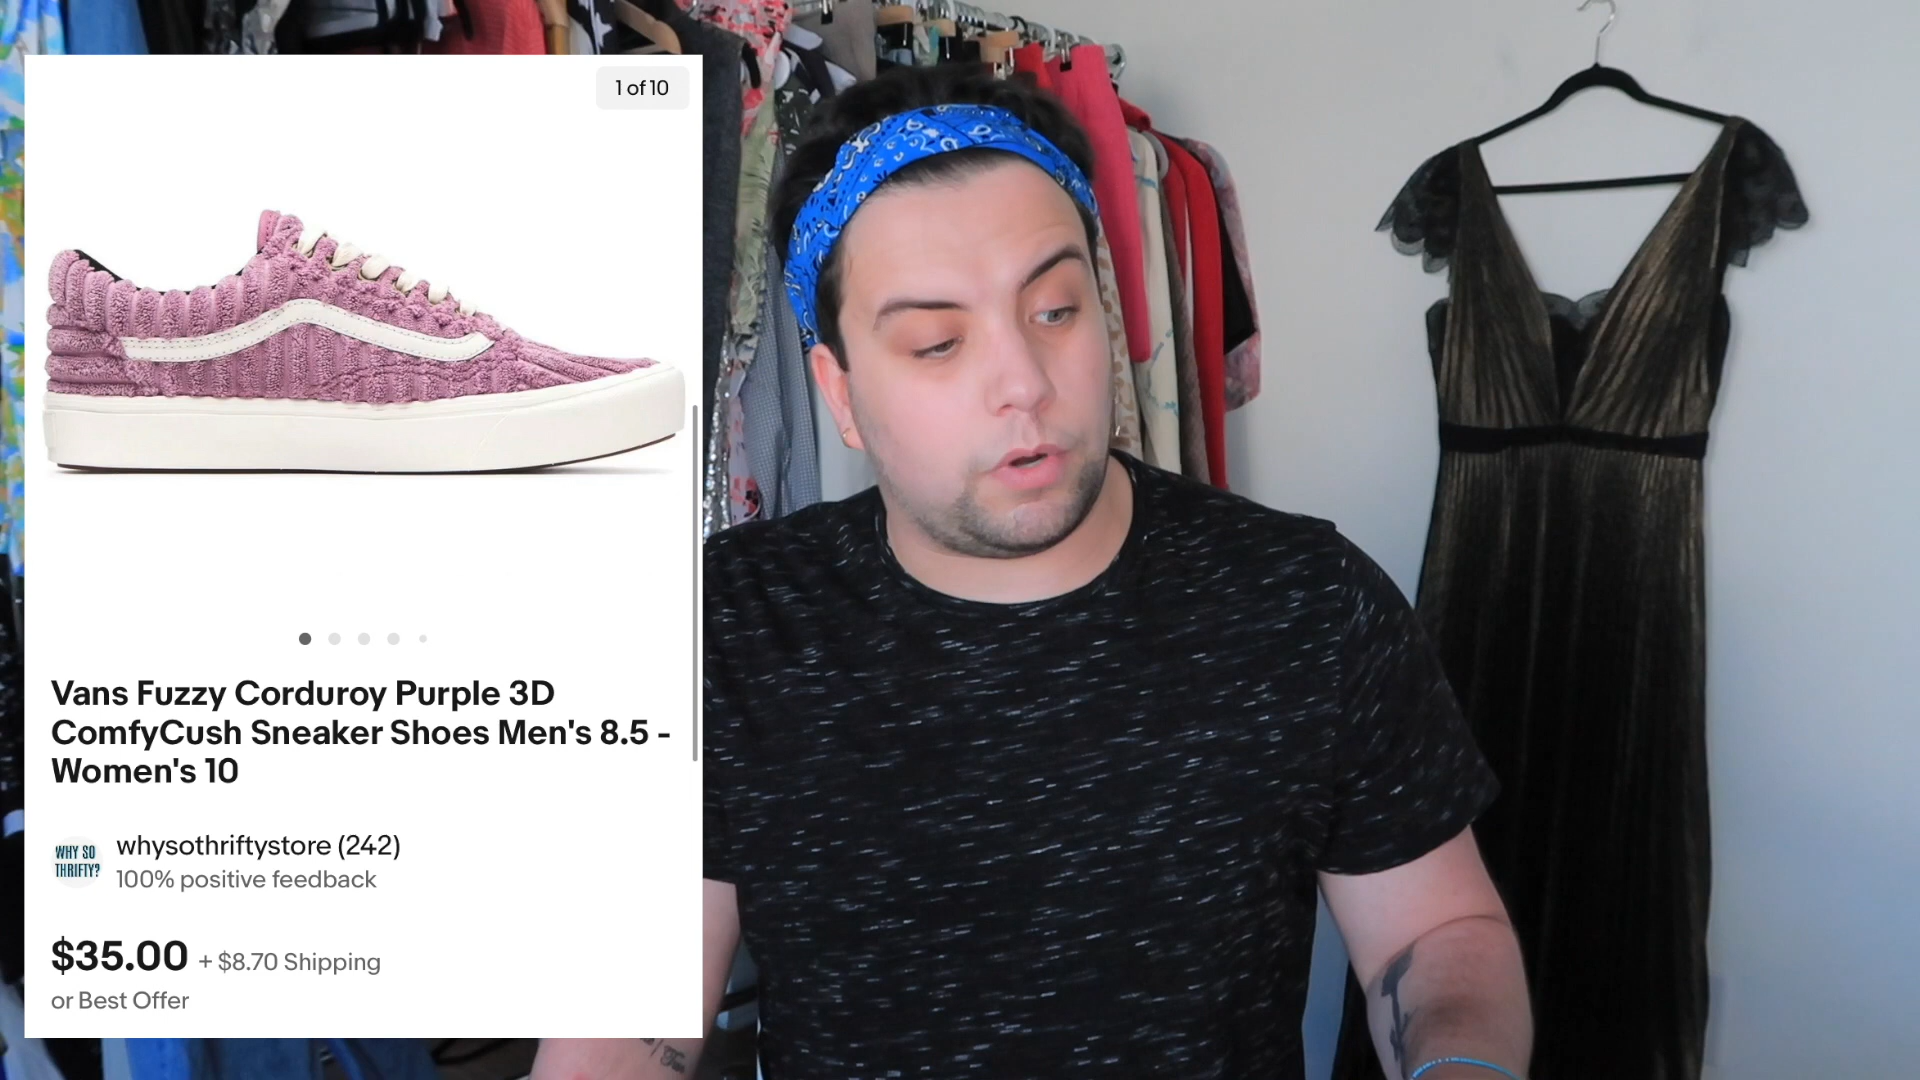 1 of 10
Vans Fuzzy Corduroy Purple 3D
ComfyCush Sneaker Shoes Men's 8.5 -
Women's 10
WHY SO
THRIFTY?
whysothriftystore (242)
100% positive feedback
$35.00 + $8.70 Shipping
or Best Offer